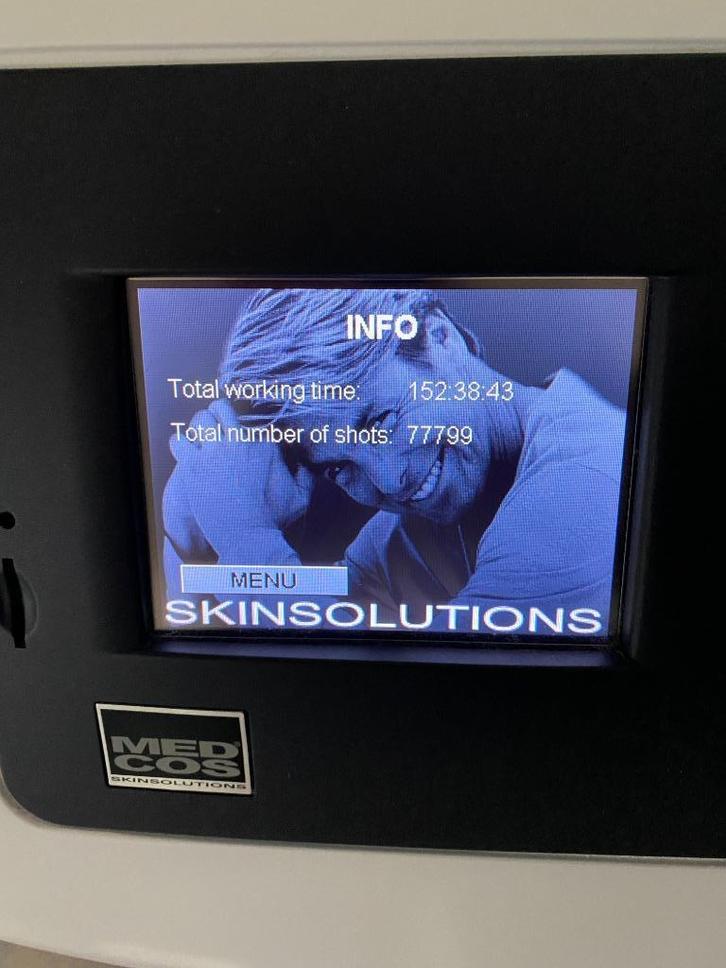 INFO
Total working time: 152:38:43
Total number of shots: 77799
MENU
SKINSOLUTIONS
MED®
COS
SKINSOLUTIONS